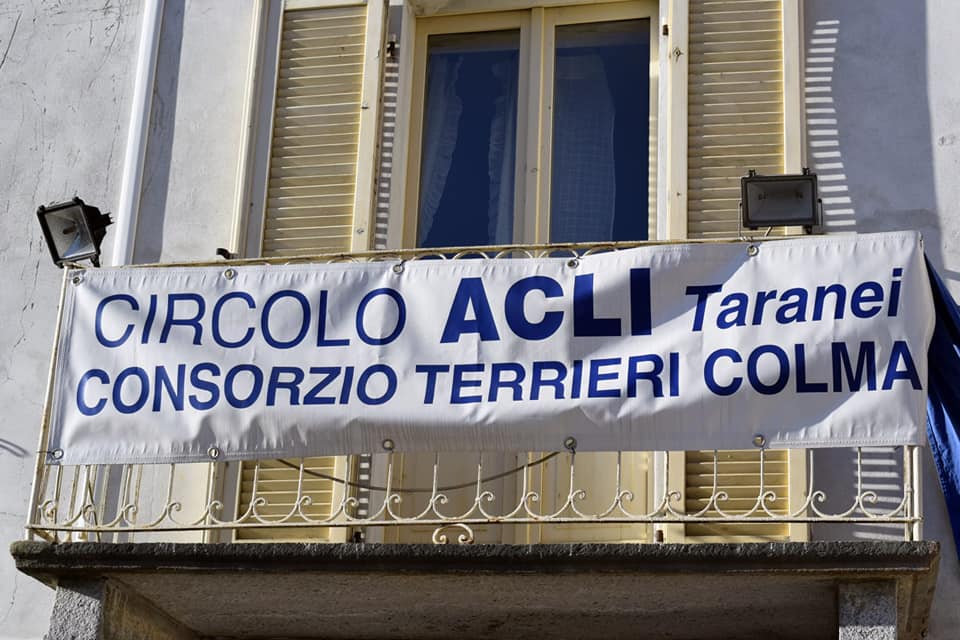 CIRCOLO ACLI Taranei
CONSORZIO TERRIERI COLMA